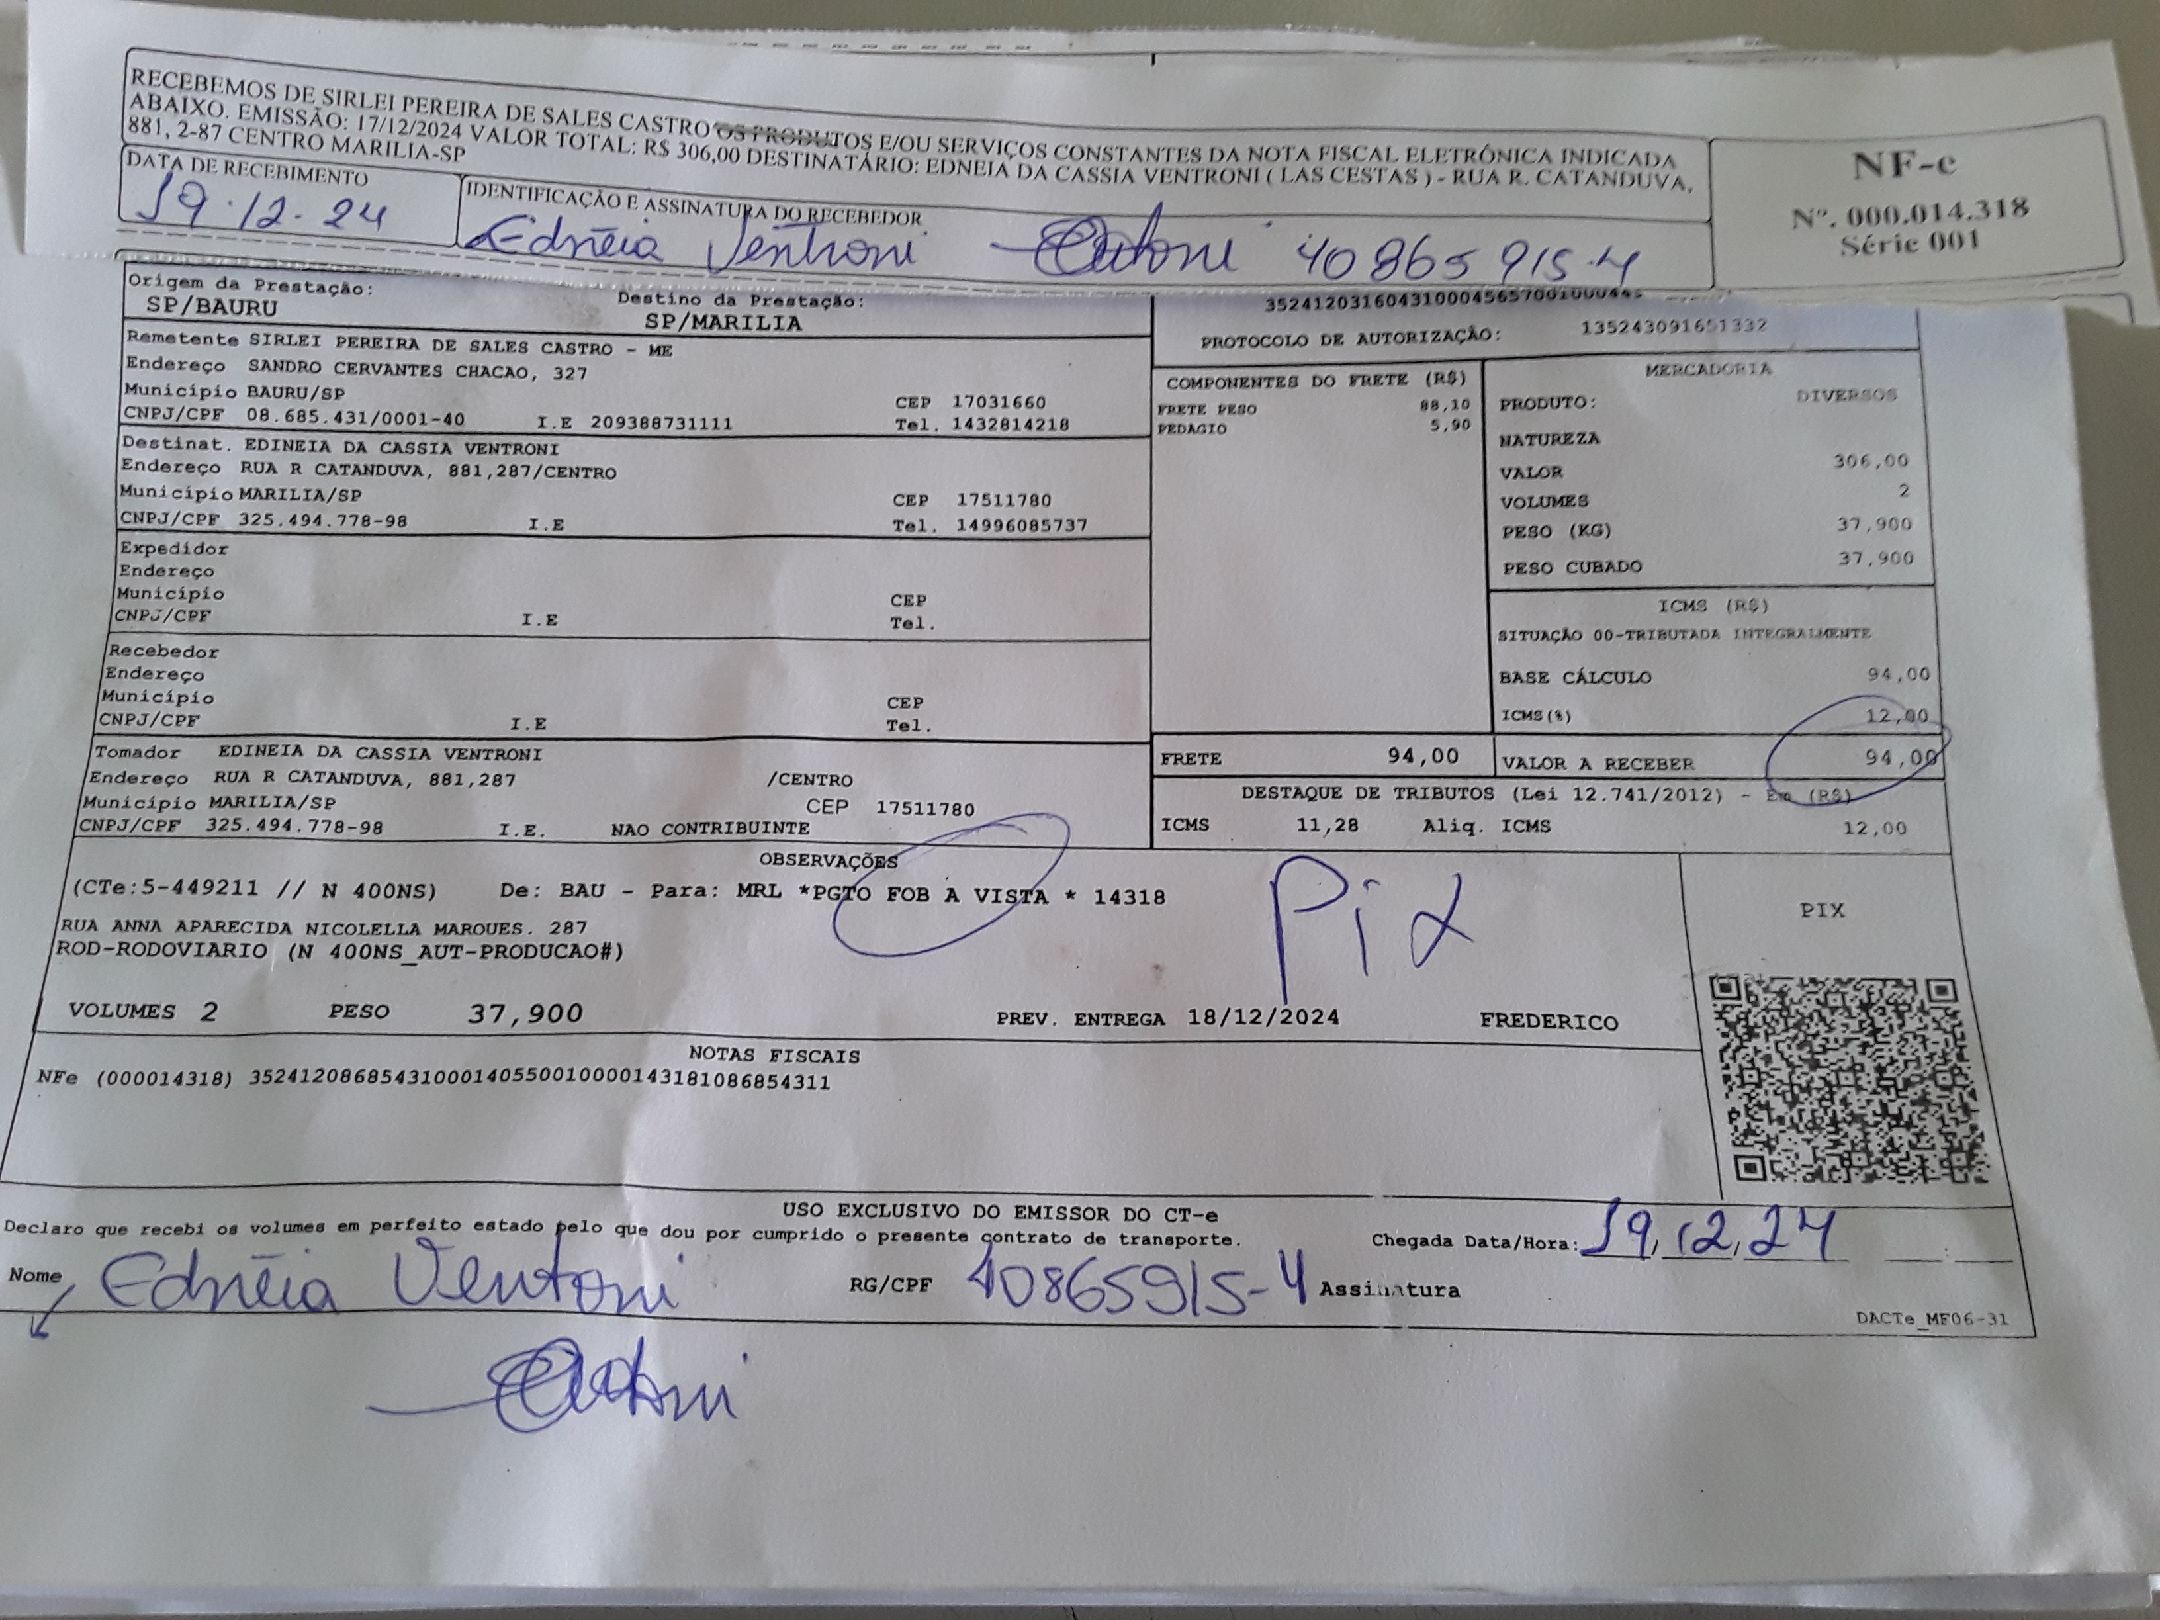 RECEBEMOS DE SIRLEI PEREIRA DE SALES CASTRO OS PRODUTOS E/OU SERVIÇOS CONSTANTES DA NOTA FISCAL ELETRÔNICA INDICADA
ABAIXO. EMISSÃO: 17/12/2024 VALOR TOTAL: R$ 306,00 DESTINATÁRIO: EDNEIA DA CASSIA VENTRONI ( LAS CESTAS ) - RUA R. CATANDUVA,
881, 2-87 CENTRO MARILIA-SP
NF-e
Nº. 000.014.318
Série 001
DATA DE RECEBIMENTO
19.12.24
IDENTIFICAÇÃO E ASSINATURA DO RECEBEDOR
Ednéia Ventroni 40865915-4
Origem da Prestação:
SP/BAURU
Destino da Prestação:
SP/MARILIA
PROTOCOLO DE AUTORIZAÇÃO: 135243091651332
Remetente SIRLEI PEREIRA DE SALES CASTRO - ME
Endereço SANDRO CERVANTES CHACAO, 327
Município BAURU/SP CEP 17031660
CNPJ/CPF 08.685.431/0001-40 I.E 209388731111 Tel. 1432814218
Destinat. EDINEIA DA CASSIA VENTRONI
Endereço RUA R CATANDUVA, 881,287/CENTRO
Município MARILIA/SP CEP 17511780
CNPJ/CPF 325.494.778-98 I.E Tel. 14996085737
Expedidor
Endereço
Município CEP
CNPJ/CPF I.E Tel.
Recebedor
Endereço
Município CEP
CNPJ/CPF I.E Tel.
Tomador EDINEIA DA CASSIA VENTRONI
Endereço RUA R CATANDUVA, 881,287 /CENTRO
Município MARILIA/SP CEP 17511780
CNPJ/CPF 325.494.778-98 I.E. NAO CONTRIBUINTE
COMPONENTES DO FRETE (R$)
FRETE PESO 88,10
PEDAGIO 5,90
MERCADORIA
PRODUTO: DIVERSOS
NATUREZA
VALOR 306,00
VOLUMES 2
PESO (KG) 37,900
PESO CUBADO 37,900
ICMS (R$)
SITUAÇÃO 00-TRIBUTADA INTEGRALMENTE
BASE CÁLCULO 94,00
ICMS(%) 12,00
FRETE 94,00 VALOR A RECEBER 94,00
DESTAQUE DE TRIBUTOS (Lei 12.741/2012) - Em (R$)
ICMS 11,28 Aliq. ICMS 12,00
OBSERVAÇÕES
(CTe:5-449211 // N 400NS) De: BAU - Para: MRL *PGTO FOB A VISTA * 14318
RUA ANNA APARECIDA NICOLELLA MARQUES. 287
ROD-RODOVIARIO (N 400NS_AUT-PRODUCAO#)
Pix
PIX
VOLUMES 2 PESO 37,900 PREV. ENTREGA 18/12/2024 FREDERICO
NOTAS FISCAIS
NFe (000014318) 35241208685431000140550010000143181086854311
USO EXCLUSIVO DO EMISSOR DO CT-e
Declaro que recebi os volumes em perfeito estado pelo que dou por cumprido o presente contrato de transporte.
Chegada Data/Hora: 19.12.24
Nome Ednéia Ventroni RG/CPF 40865915-4 Assinatura
DACTe_MF06-31